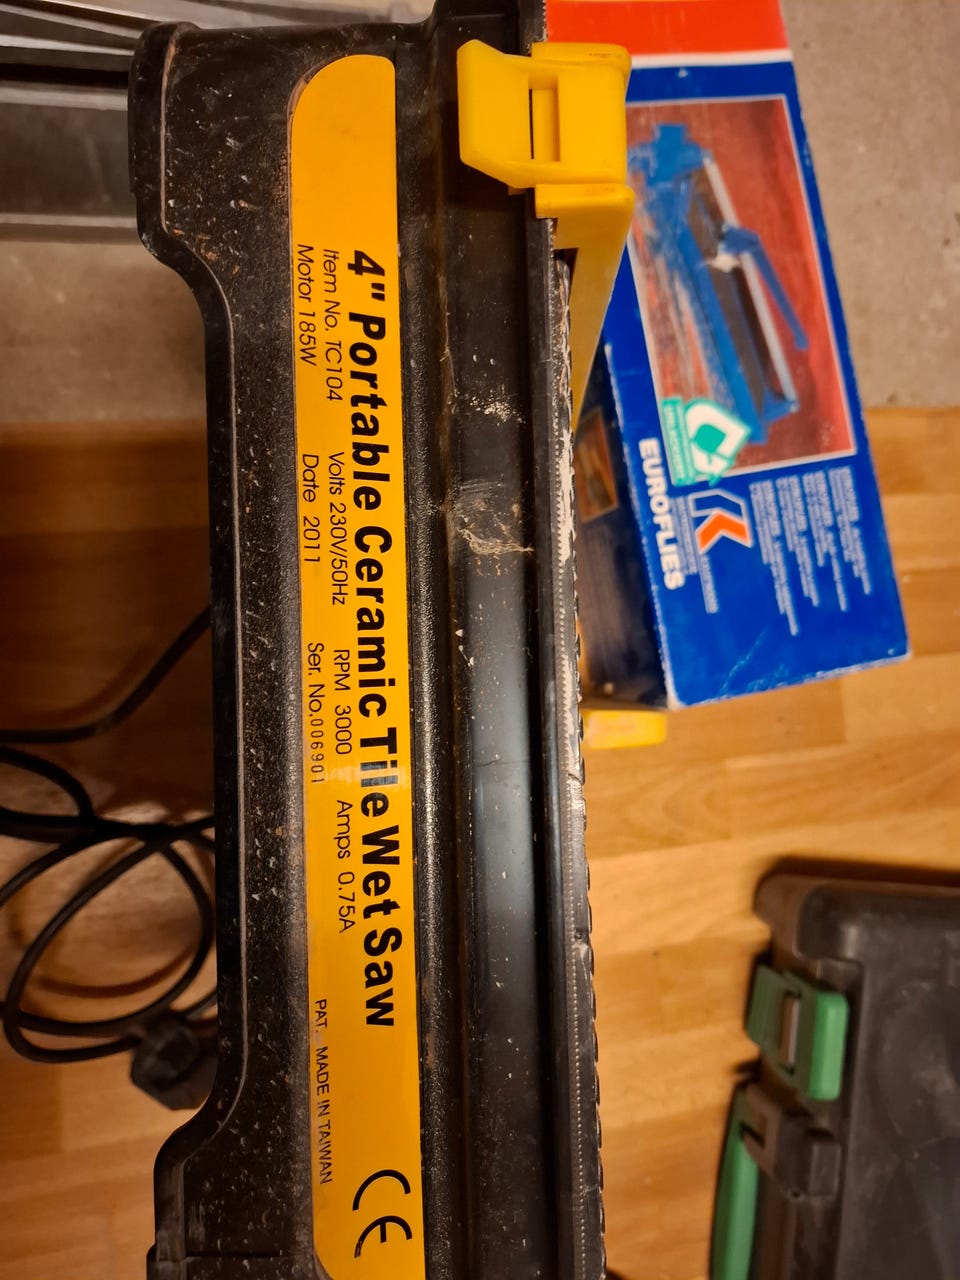 4" Portable Ceramic Tile Wet Saw
Item No. TC104 Volts 230V/50Hz RPM 3000 Amps 0.75A
Motor 185W Date 2011 Ser. No.006901 PAT. MADE IN TAIWAN
CE
EUROFLIES